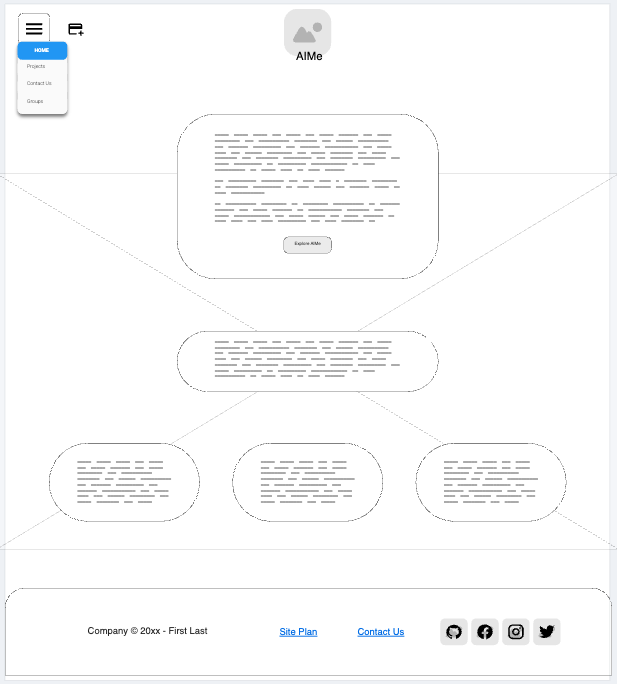 AIMe
HOME
Projects
Contact Us
Groups
Explore AIMe
Company © 20xx - First Last
Site Plan
Contact Us